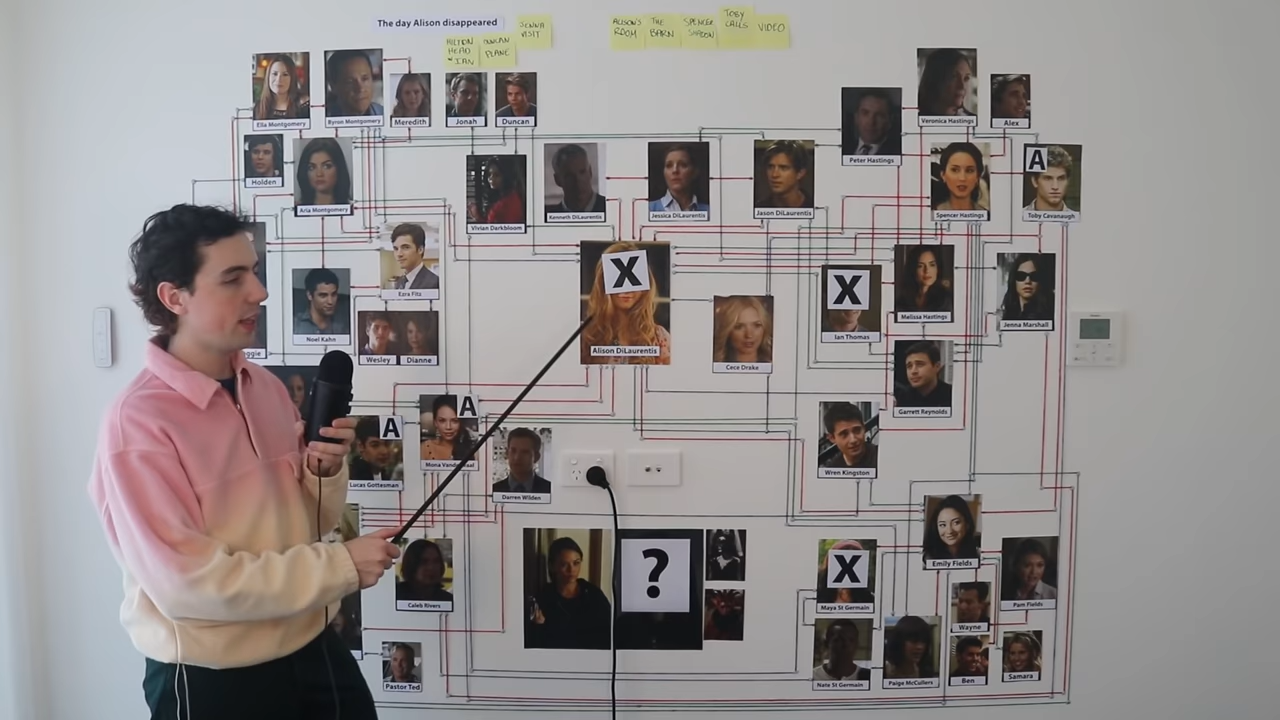 The day Alison disappeared
HILTON HEAD + IAN
DUNCAN PLANE
JENNA VISIT
ALISON'S ROOM
THE BARN
SPENCER
TOBY CALLS
VIDEO
Ella Montgomery
Byron Montgomery
Meredith
Jonah
Duncan
Veronica Hastings
Alex
Peter Hastings
Holden
Aria Montgomery
Vivian Darkbloom
Kenneth DiLaurentis
Jessica DiLaurentis
Jason DiLaurentis
Spencer Hastings
A
Toby Cavanaugh
Ezra Fitz
X
Alison DiLaurentis
Cece Drake
X
Ian Thomas
Melissa Hastings
Jenna Marshall
Noel Kahn
Wesley
Dianne
Garrett Reynolds
A
Lucas Gottesman
A
Darren Wilden
Wren Kingston
?
Caleb Rivers
X
Maya St Germain
Emily Fields
Pam Fields
Wayne
Pastor Ted
Nate St Germain
Paige McCullers
Ben
Samara